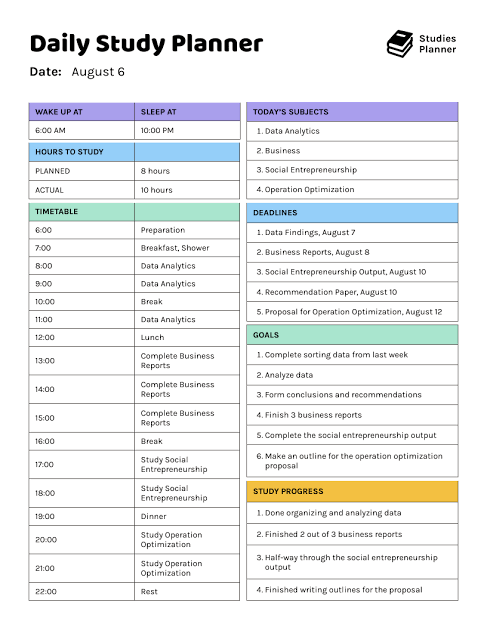 Daily Study Planner
Studies
Planner
Date: August 6
WAKE UP AT SLEEP AT
6:00 AM 10:00 PM
HOURS TO STUDY
PLANNED 8 hours
ACTUAL 10 hours
TIMETABLE
6:00 Preparation
7:00 Breakfast, Shower
8:00 Data Analytics
9:00 Data Analytics
10:00 Break
11:00 Data Analytics
12:00 Lunch
13:00 Complete Business
Reports
14:00 Complete Business
Reports
15:00 Complete Business
Reports
16:00 Break
17:00 Study Social
Entrepreneurship
18:00 Study Social
Entrepreneurship
19:00 Dinner
20:00 Study Operation
Optimization
21:00 Study Operation
Optimization
22:00 Rest
TODAY'S SUBJECTS
1. Data Analytics
2. Business
3. Social Entrepreneurship
4. Operation Optimization
DEADLINES
1. Data Findings, August 7
2. Business Reports, August 8
3. Social Entrepreneurship Output, August 10
4. Recommendation Paper, August 10
5. Proposal for Operation Optimization, August 12
GOALS
1. Complete sorting data from last week
2. Analyze data
3. Form conclusions and recommendations
4. Finish 3 business reports
5. Complete the social entrepreneurship output
6. Make an outline for the operation optimization
proposal
STUDY PROGRESS
1. Done organizing and analyzing data
2. Finished 2 out of 3 business reports
3. Half-way through the social entrepreneurship
output
4. Finished writing outlines for the proposal